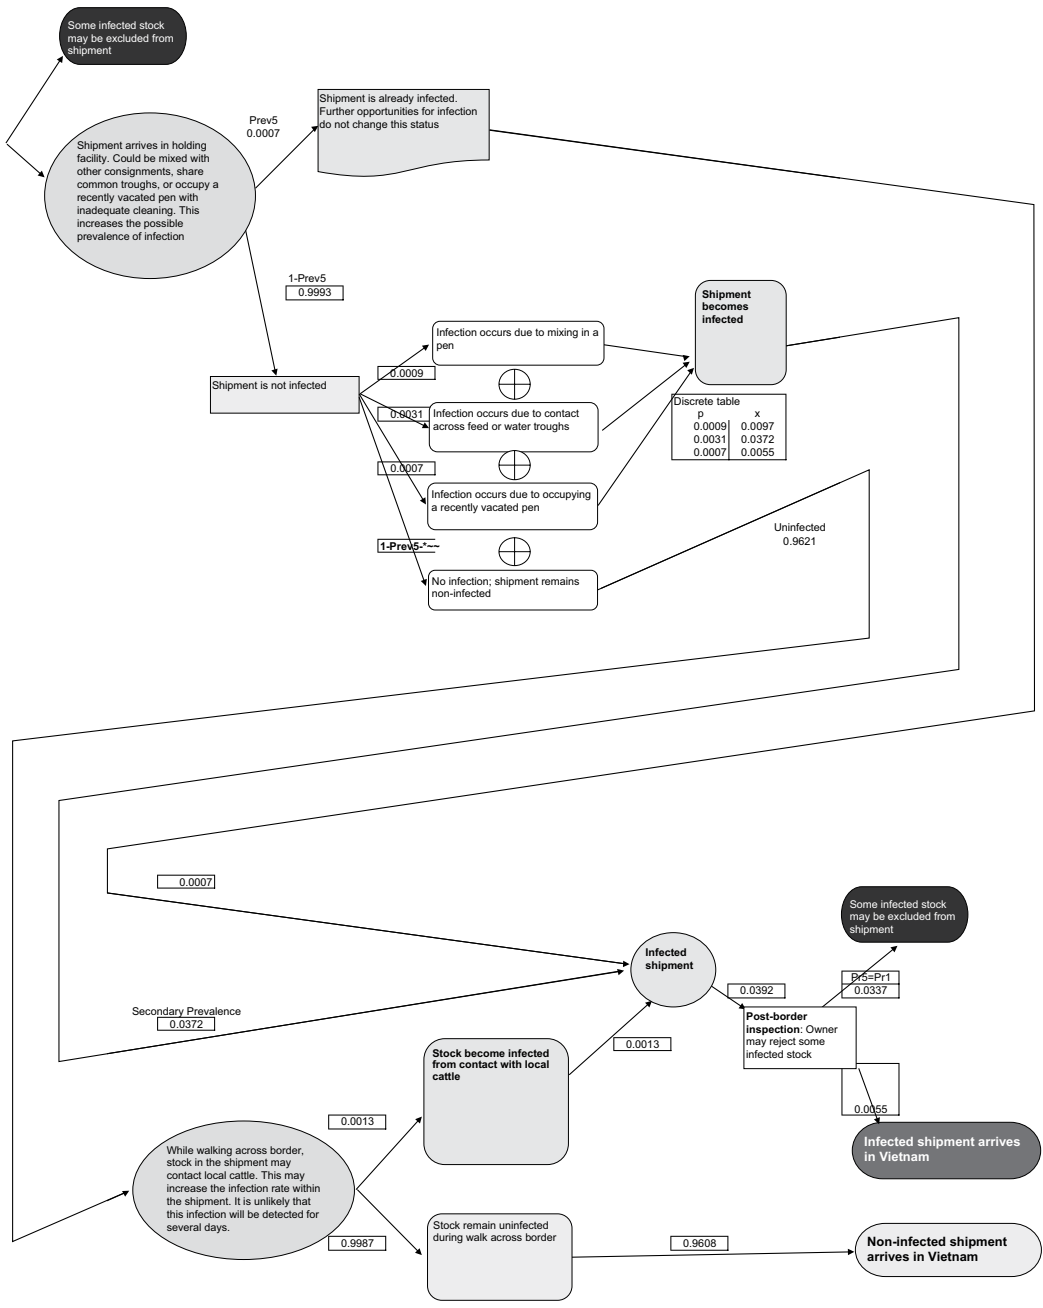 Some infected stock
may be excluded from
shipment
Prev5
0.0007
Shipment is already infected.
Further opportunities for infection
do not change this status
Shipment arrives in holding
facility. Could be mixed with
other consignments, share
common troughs, or occupy a
recently vacated pen with
inadequate cleaning. This
increases the possible
prevalence of infection
1-Prev5
0.9993
Shipment is not infected
0.0009
0.0031
0.0007
1-Prev5-*~~
Infection occurs due to mixing in a
pen
Infection occurs due to contact
across feed or water troughs
Infection occurs due to occupying
a recently vacated pen
No infection; shipment remains
non-infected
Shipment
becomes
infected
Discrete table
p x
0.0009 0.0097
0.0031 0.0372
0.0007 0.0055
Uninfected
0.9621
0.0007
Secondary Prevalence
0.0372
Infected
shipment
0.0392
Some infected stock
may be excluded from
shipment
Pr5=Pr1
0.0337
Post-border
inspection: Owner
may reject some
infected stock
0.0055
Infected shipment arrives
in Vietnam
Stock become infected
from contact with local
cattle
0.0013
0.0013
While walking across border,
stock in the shipment may
contact local cattle. This may
increase the infection rate within
the shipment. It is unlikely that
this infection will be detected for
several days.
0.9987
Stock remain uninfected
during walk across border
0.9608
Non-infected shipment
arrives in Vietnam